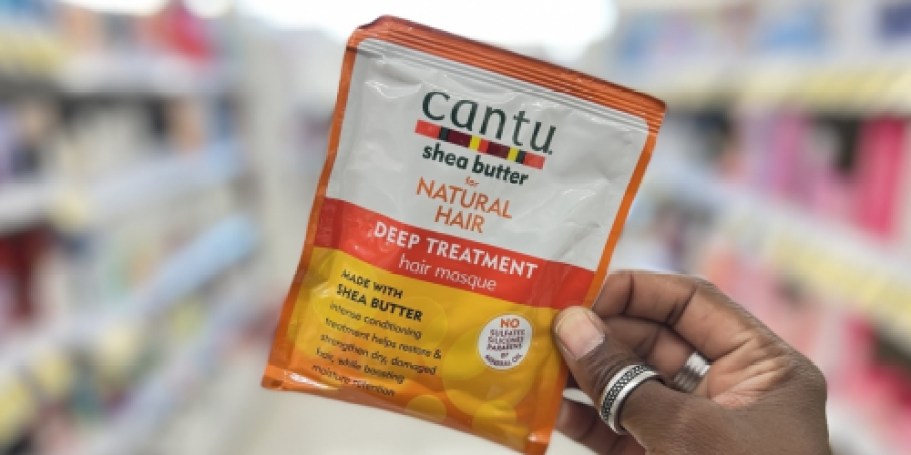 cantu
shea butter
for
NATURAL
HAIR
DEEP TREATMENT
hair masque
MADE WITH
SHEA BUTTER
intense conditioning
treatment helps restore &
strengthen dry, damaged
hair, while boosting
moisture retention
NO
SULFATES
SILICONES
PARABENS
MINERAL OIL